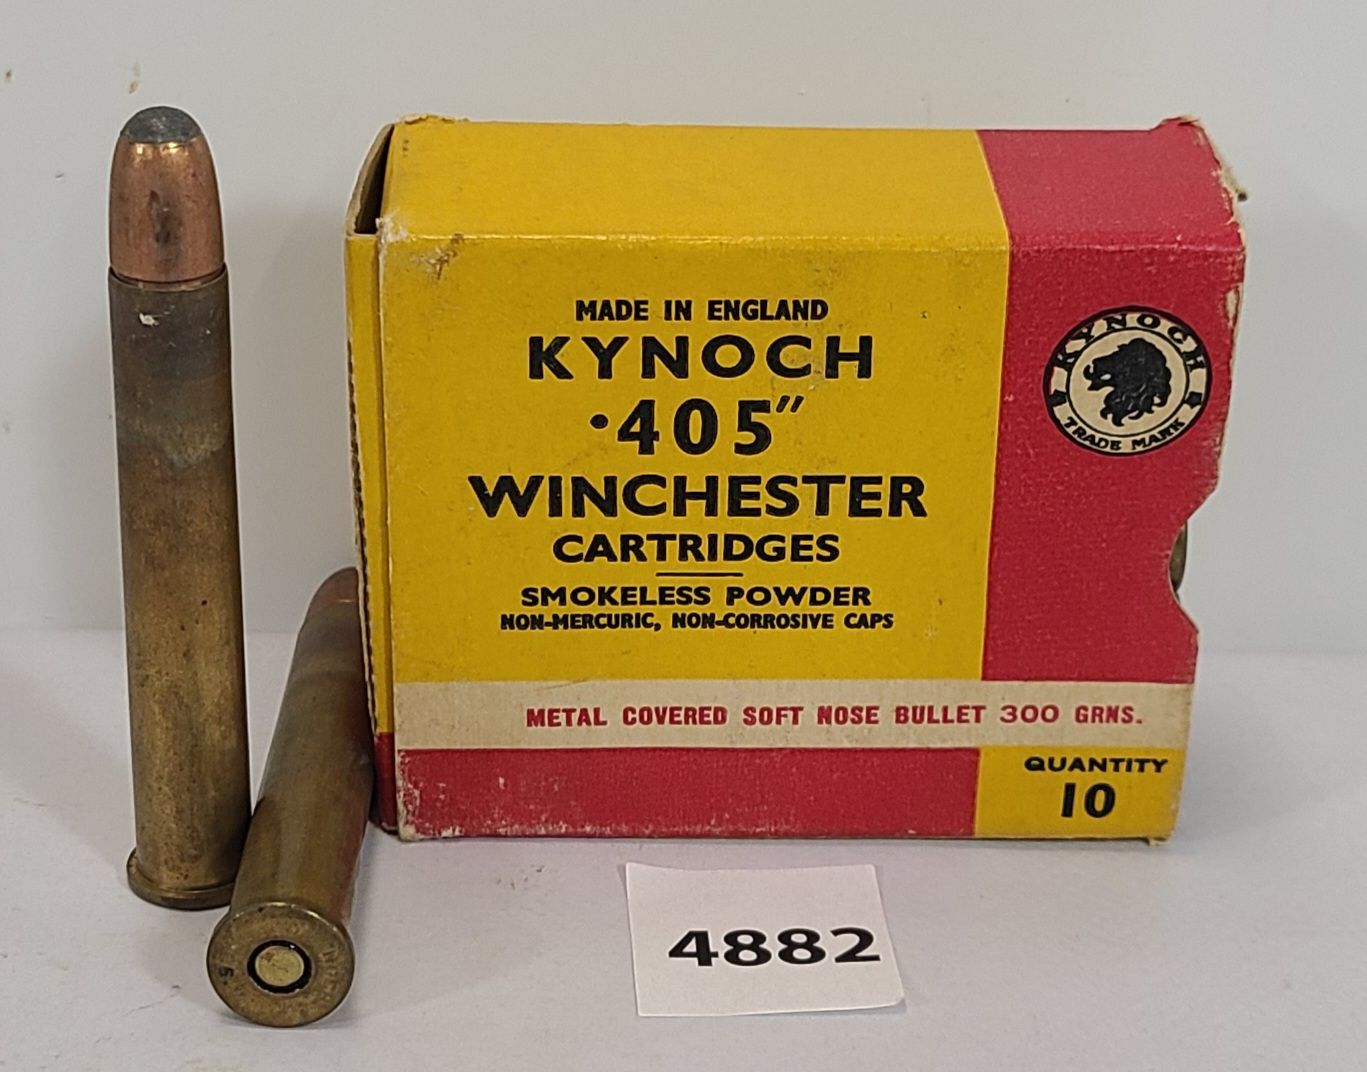 MADE IN ENGLAND
KYNOCH
·405"
WINCHESTER
CARTRIDGES
SMOKELESS POWDER
NON-MERCURIC, NON-CORROSIVE CAPS
KYNOCH
TRADE MARK
METAL COVERED SOFT NOSE BULLET 300 GRNS.
QUANTITY
10
4882